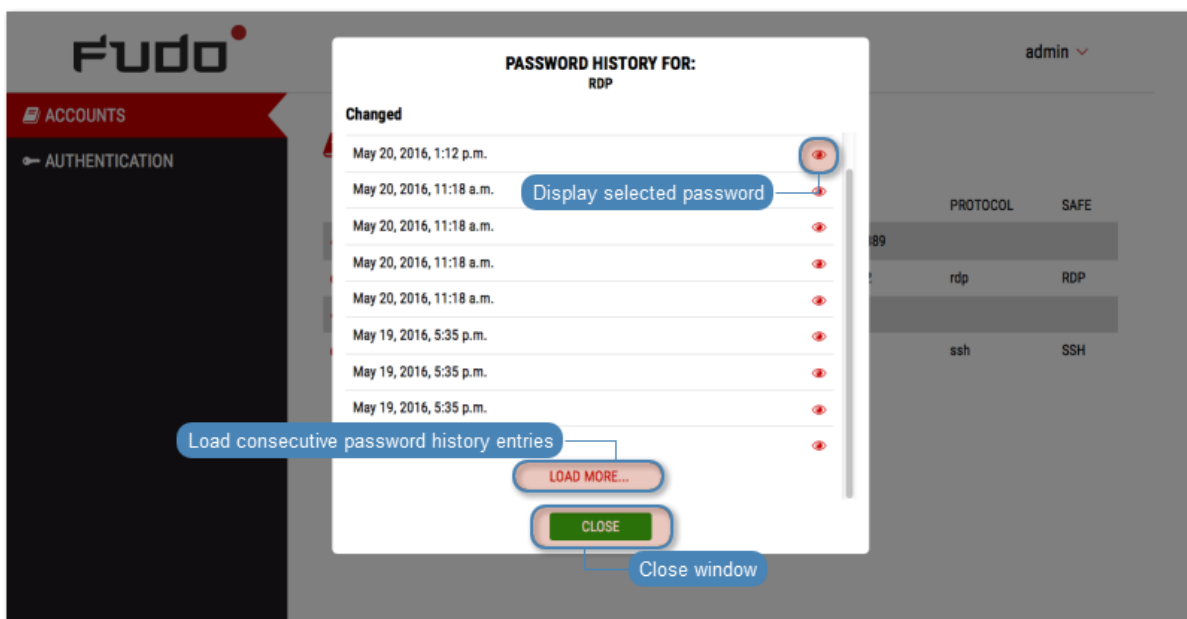 Fudo
admin
PASSWORD HISTORY FOR:
RDP
ACCOUNTS
Changed
AUTHENTICATION
May 20, 2016, 1:12 p.m.
May 20, 2016, 11:18 a.m.
Display selected password
PROTOCOL SAFE
May 20, 2016, 11:18 a.m.
389
May 20, 2016, 11:18 a.m.
rdp RDP
May 20, 2016, 11:18 a.m.
May 19, 2016, 5:35 p.m.
ssh SSH
May 19, 2016, 5:35 p.m.
May 19, 2016, 5:35 p.m.
Load consecutive password history entries
LOAD MORE...
CLOSE
Close window